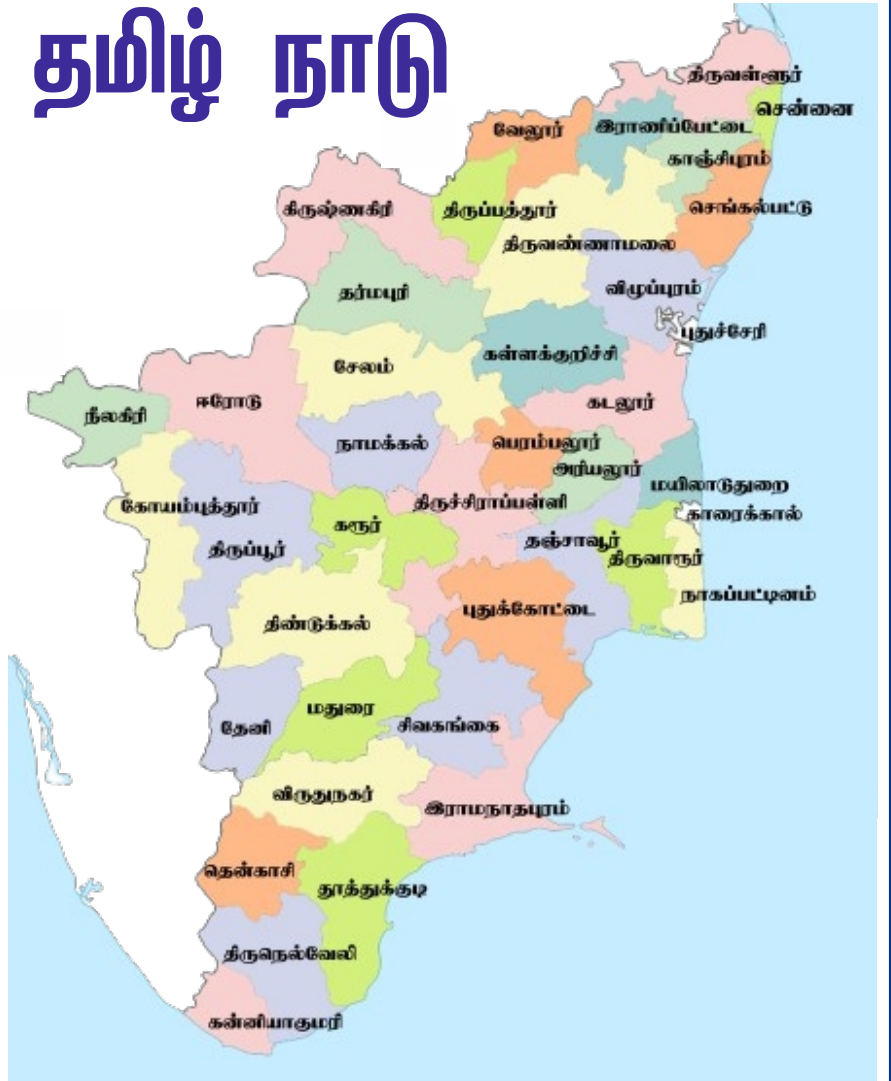 தமிழ் நாடு
திருவள்ளூர்
சென்னை
வேலூர்
இராணிப்பேட்டை
காஞ்சிபுரம்
கிருஷ்ணகிரி
திருப்பத்தூர்
செங்கல்பட்டு
திருவண்ணாமலை
தர்மபுரி
விழுப்புரம்
புதுச்சேரி
கள்ளக்குறிச்சி
சேலம்
நீலகிரி
ஈரோடு
கடலூர்
நாமக்கல்
பெரம்பலூர்
அரியலூர்
மயிலாடுதுறை
கோயம்புத்தூர்
திருச்சிராப்பள்ளி
காரைக்கால்
கரூர்
திருப்பூர்
தஞ்சாவூர்
திருவாரூர்
நாகப்பட்டினம்
திண்டுக்கல்
புதுக்கோட்டை
மதுரை
தேனி
சிவகங்கை
விருதுநகர்
இராமநாதபுரம்
தென்காசி
தூத்துக்குடி
திருநெல்வேலி
கன்னியாகுமரி